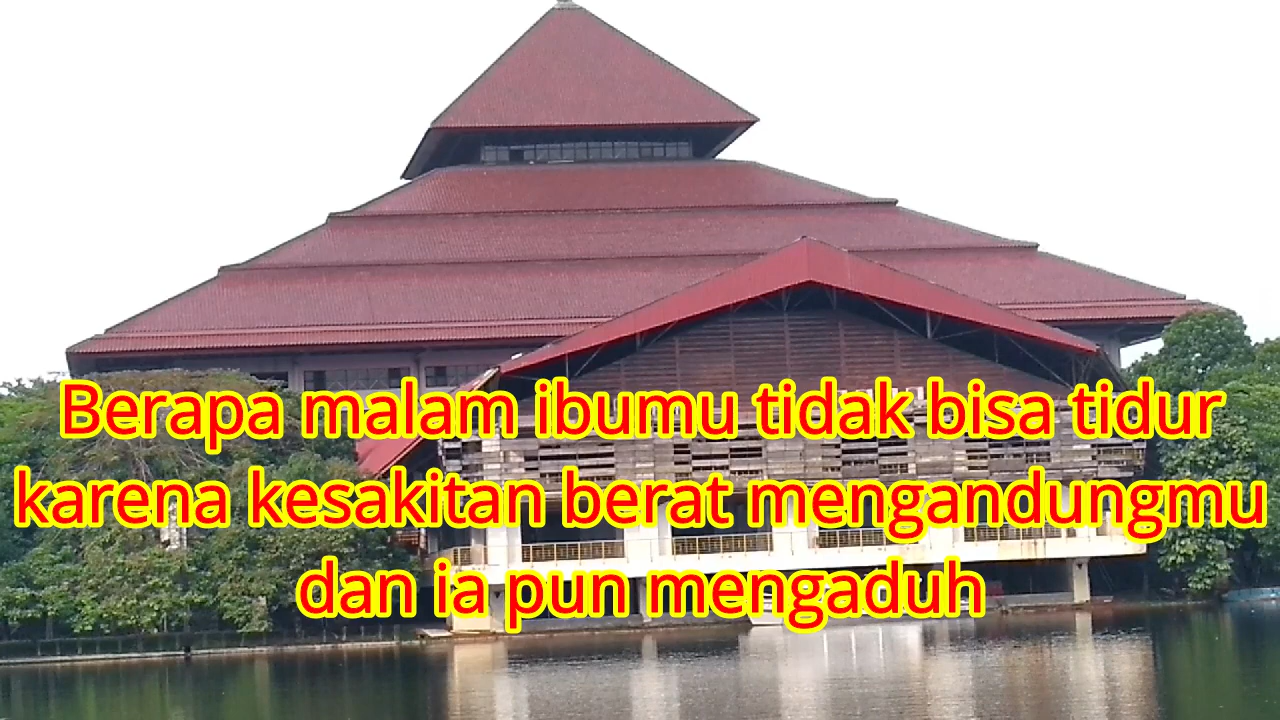 Berapa malam ibumu tidak bisa tidur
karena kesakitan berat mengandungmu
dan ia pun mengaduh